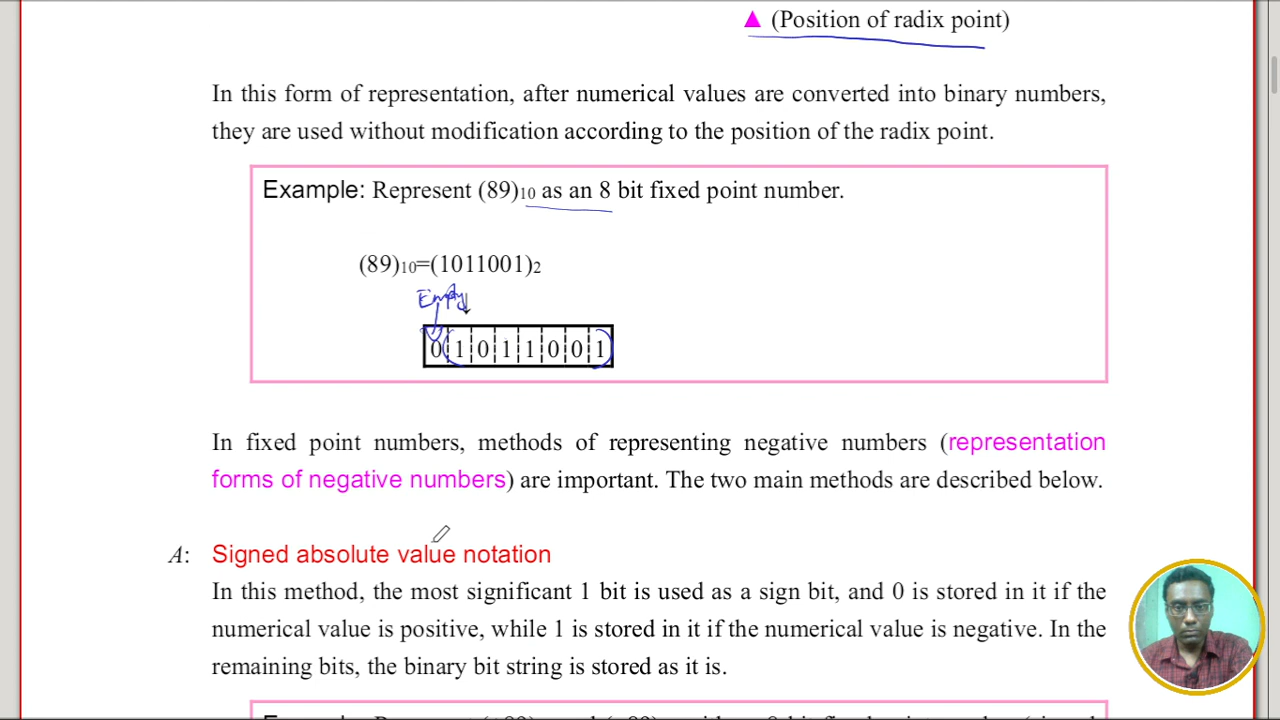 ▲ (Position of radix point)
In this form of representation, after numerical values are converted into binary numbers,
they are used without modification according to the position of the radix point.
Example: Represent (89)10 as an 8 bit fixed point number.
(89)10=(1011001)2
Empty
0 1 0 1 1 0 0 1
In fixed point numbers, methods of representing negative numbers (representation
forms of negative numbers) are important. The two main methods are described below.
A: Signed absolute value notation
In this method, the most significant 1 bit is used as a sign bit, and 0 is stored in it if the
numerical value is positive, while 1 is stored in it if the numerical value is negative. In the
remaining bits, the binary bit string is stored as it is.